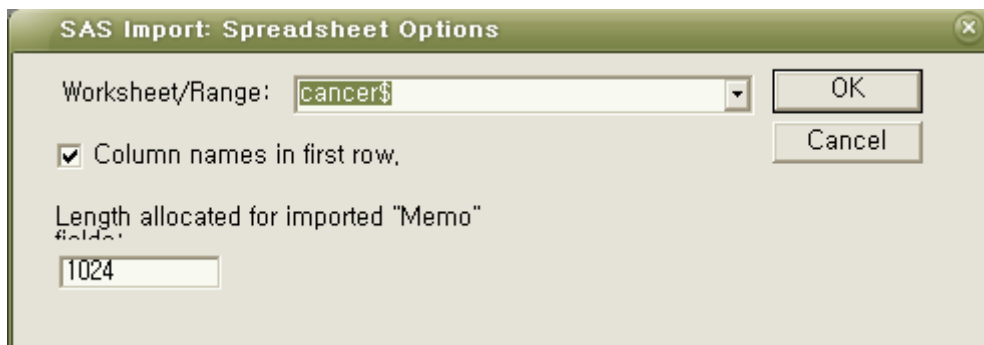 SAS Import: Spreadsheet Options
Worksheet/Range: cancer$ OK
Column names in first row, Cancel
Length allocated for imported "Memo"
1024